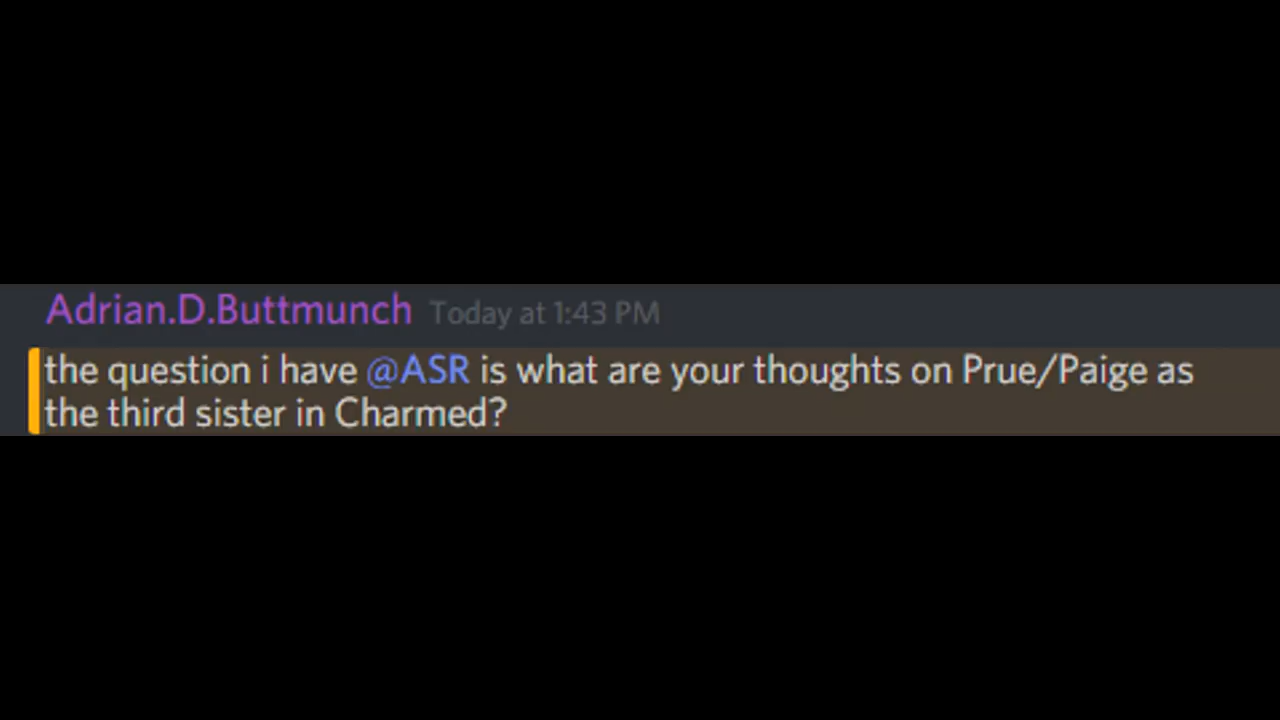 Adrian.D.Buttmunch Today at 1:43 PM
the question i have @ASR is what are your thoughts on Prue/Paige as
the third sister in Charmed?